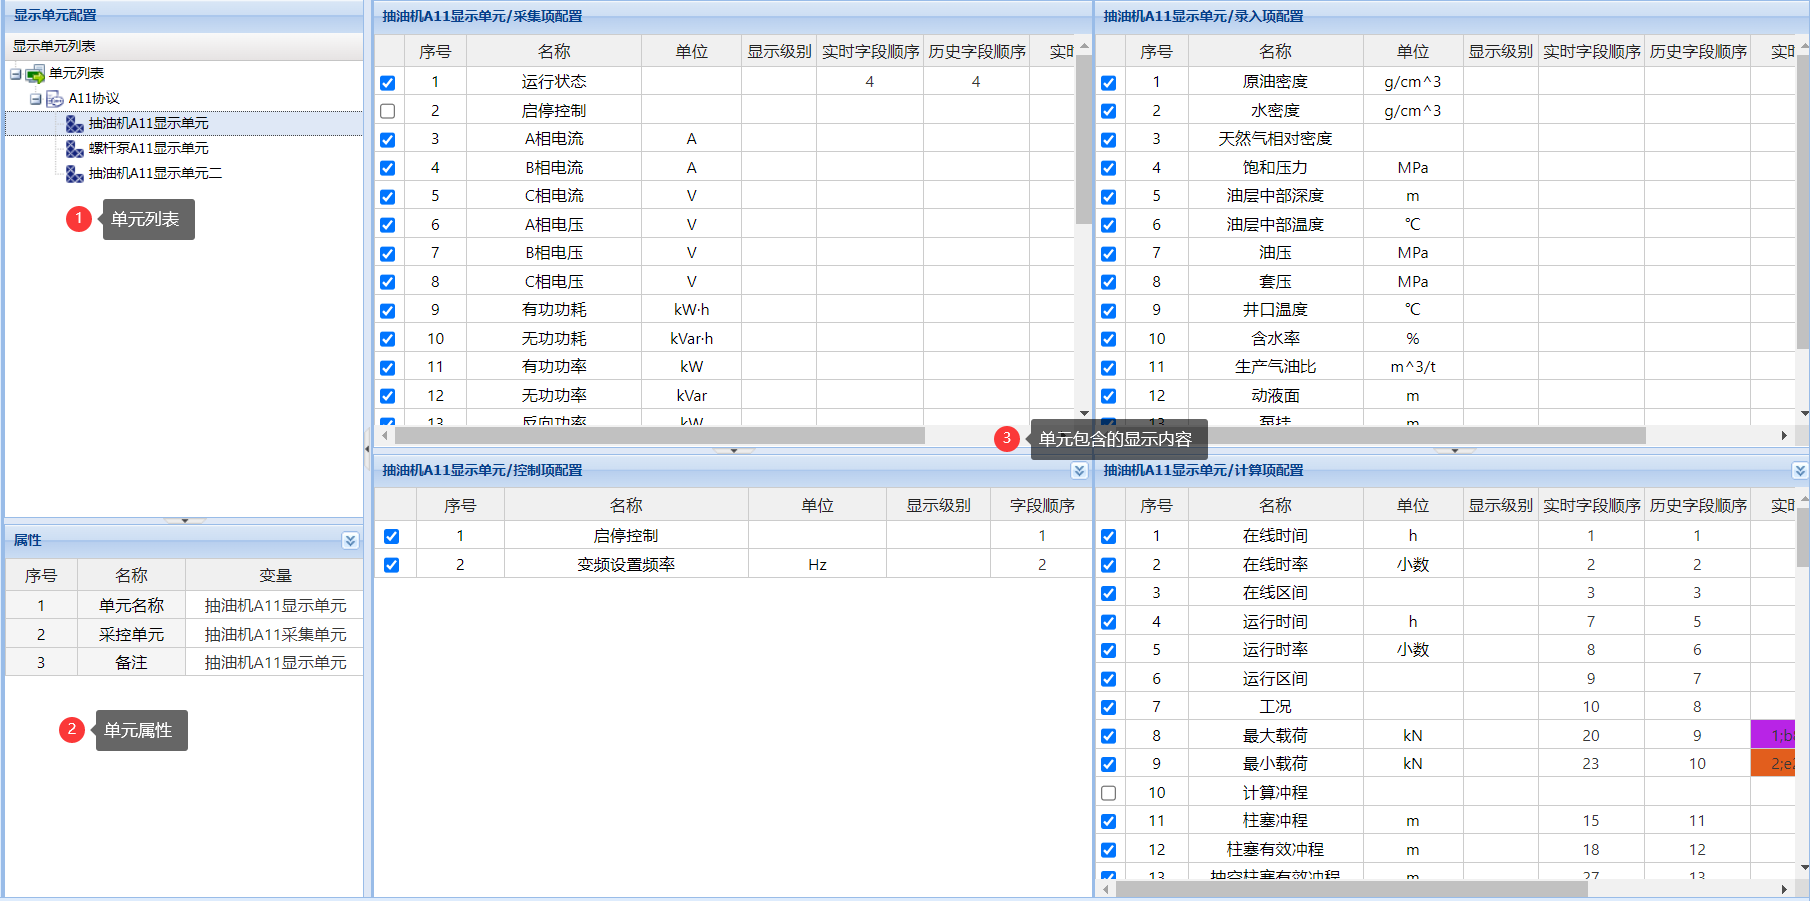 显示单元配置
显示单元列表
单元列表
A11协议
抽油机A11显示单元
螺杆泵A11显示单元
抽油机A11显示单元二
1 单元列表
属性
序号 名称 变量
1 单元名称 抽油机A11显示单元
2 采控单元 抽油机A11采集单元
3 备注 抽油机A11显示单元
2 单元属性
抽油机A11显示单元/采集项配置
序号 名称 单位 显示级别 实时字段顺序 历史字段顺序 实时
1 运行状态 4 4
2 启停控制
3 A相电流 A
4 B相电流 A
5 C相电流 V
6 A相电压 V
7 B相电压 V
8 C相电压 V
9 有功功耗 kW·h
10 无功功耗 kVar·h
11 有功功率 kW
12 无功功率 kVar
13 反向功率 kW
抽油机A11显示单元/录入项配置
序号 名称 单位 显示级别 实时字段顺序 历史字段顺序 实时
1 原油密度 g/cm^3
2 水密度 g/cm^3
3 天然气相对密度
4 饱和压力 MPa
5 油层中部深度 m
6 油层中部温度 ℃
7 油压 MPa
8 套压 MPa
9 井口温度 ℃
10 含水率 %
11 生产气油比 m^3/t
12 动液面 m
13 泵挂 m
3 单元包含的显示内容
抽油机A11显示单元/控制项配置
序号 名称 单位 显示级别 字段顺序
1 启停控制 1
2 变频设置频率 Hz 2
抽油机A11显示单元/计算项配置
序号 名称 单位 显示级别 实时字段顺序 历史字段顺序 实时
1 在线时间 h 1 1
2 在线时率 小数 2 2
3 在线区间 3 3
4 运行时间 h 7 5
5 运行时率 小数 8 6
6 运行区间 9 7
7 工况 10 8
8 最大载荷 kN 20 9 1;b
9 最小载荷 kN 23 10 2;e
10 计算冲程
11 柱塞冲程 m 15 11
12 柱塞有效冲程 m 18 12
13 抽空柱塞有效冲程 m 27 13